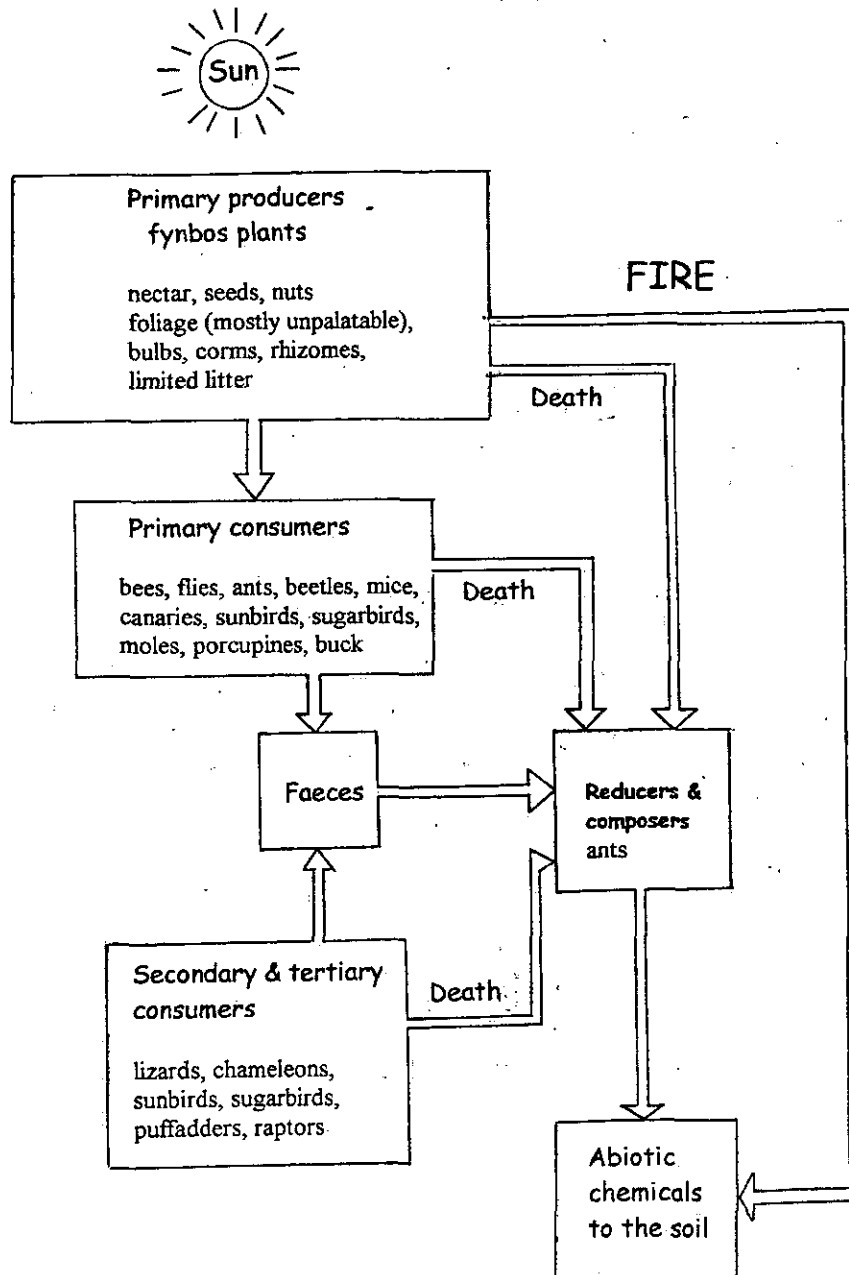 Sun
Primary producers
fynbos plants
nectar, seeds, nuts
foliage (mostly unpalatable),
bulbs, corms, rhizomes,
limited litter
FIRE
Death
Primary consumers
bees, flies, ants, beetles, mice,
canaries, sunbirds, sugarbirds,
moles, porcupines, buck
Death
Faeces
Reducers &
composers
ants
Secondary & tertiary
consumers
lizards, chameleons,
sunbirds, sugarbirds,
puffadders, raptors
Death
Abiotic
chemicals
to the soil